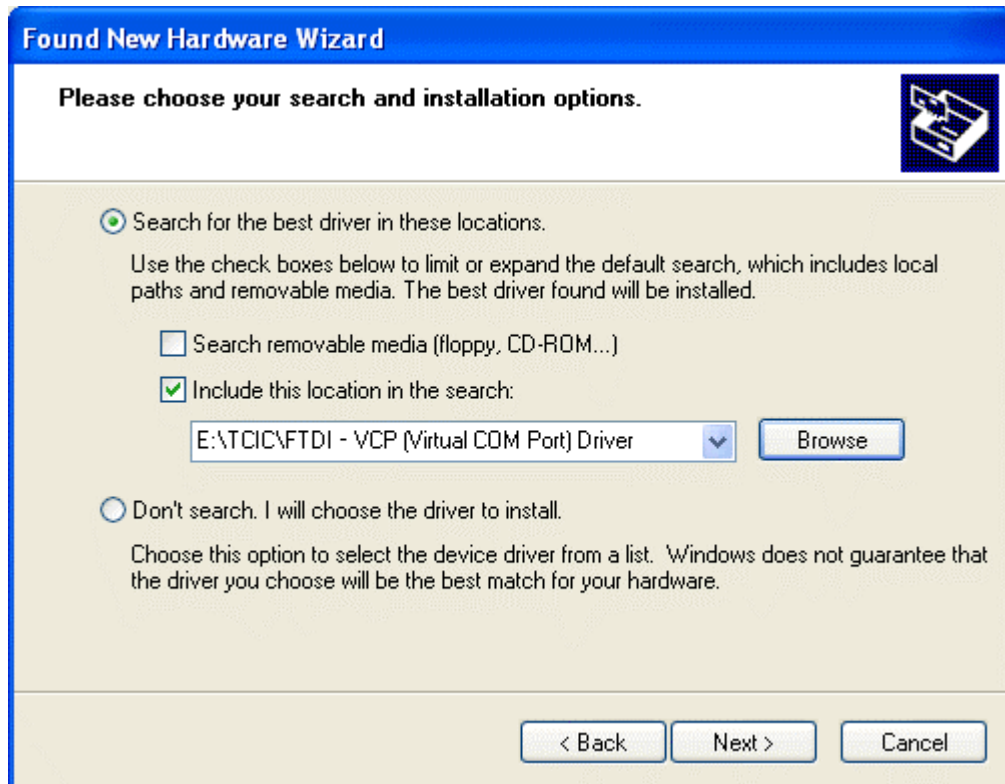 Found New Hardware Wizard
Please choose your search and installation options.
Search for the best driver in these locations.
Use the check boxes below to limit or expand the default search, which includes local
paths and removable media. The best driver found will be installed.
Search removable media (floppy, CD-ROM...)
Include this location in the search:
E:\TCIC\FTDI - VCP (Virtual COM Port) Driver
Browse
Don't search. I will choose the driver to install.
Choose this option to select the device driver from a list. Windows does not guarantee that
the driver you choose will be the best match for your hardware.
< Back Next > Cancel